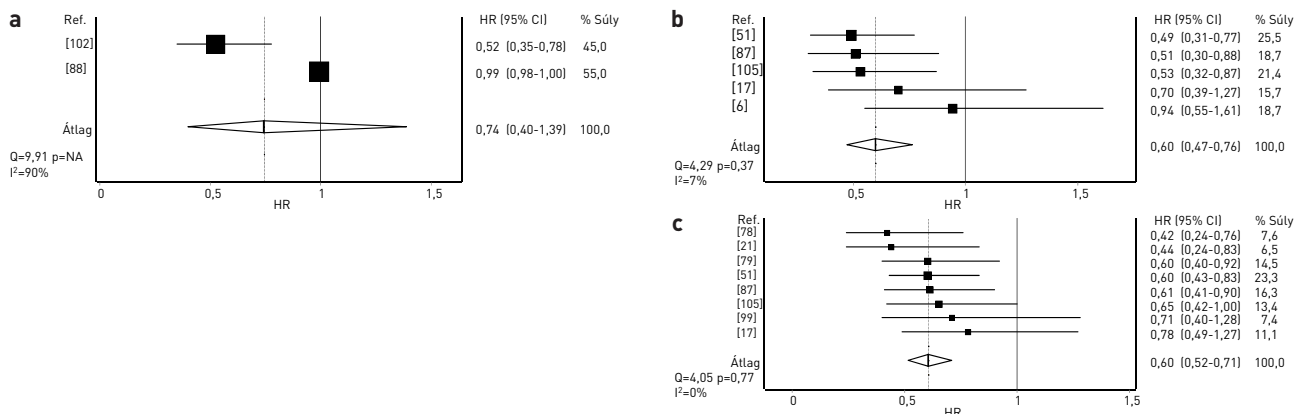 a
Ref. HR (95% CI) % Súly
[102] 0,52 (0,35-0,78) 45,0
[88] 0,99 (0,98-1,00) 55,0
Átlag 0,74 (0,40-1,39) 100,0
Q=9,91 p=NA
I²=90%
0 0,5 1 1,5
HR
b
Ref. HR (95% CI) % Súly
[51] 0,49 (0,31-0,77) 25,5
[87] 0,51 (0,30-0,88) 18,7
[105] 0,53 (0,32-0,87) 21,4
[17] 0,70 (0,39-1,27) 15,7
[6] 0,94 (0,55-1,61) 18,7
Átlag 0,60 (0,47-0,76) 100,0
Q=4,29 p=0,37
I²=7%
0,5 1 1,5
HR
c
Ref. HR (95% CI) % Súly
[78] 0,42 (0,24-0,76) 7,6
[21] 0,44 (0,24-0,83) 6,5
[79] 0,60 (0,40-0,92) 14,5
[51] 0,60 (0,43-0,83) 23,3
[87] 0,61 (0,41-0,90) 16,3
[105] 0,65 (0,42-1,00) 13,4
[99] 0,71 (0,40-1,28) 7,4
[17] 0,78 (0,49-1,27) 11,1
Átlag 0,60 (0,52-0,71) 100,0
Q=4,05 p=0,77
I²=0%
0 0,5 1 1,5
HR